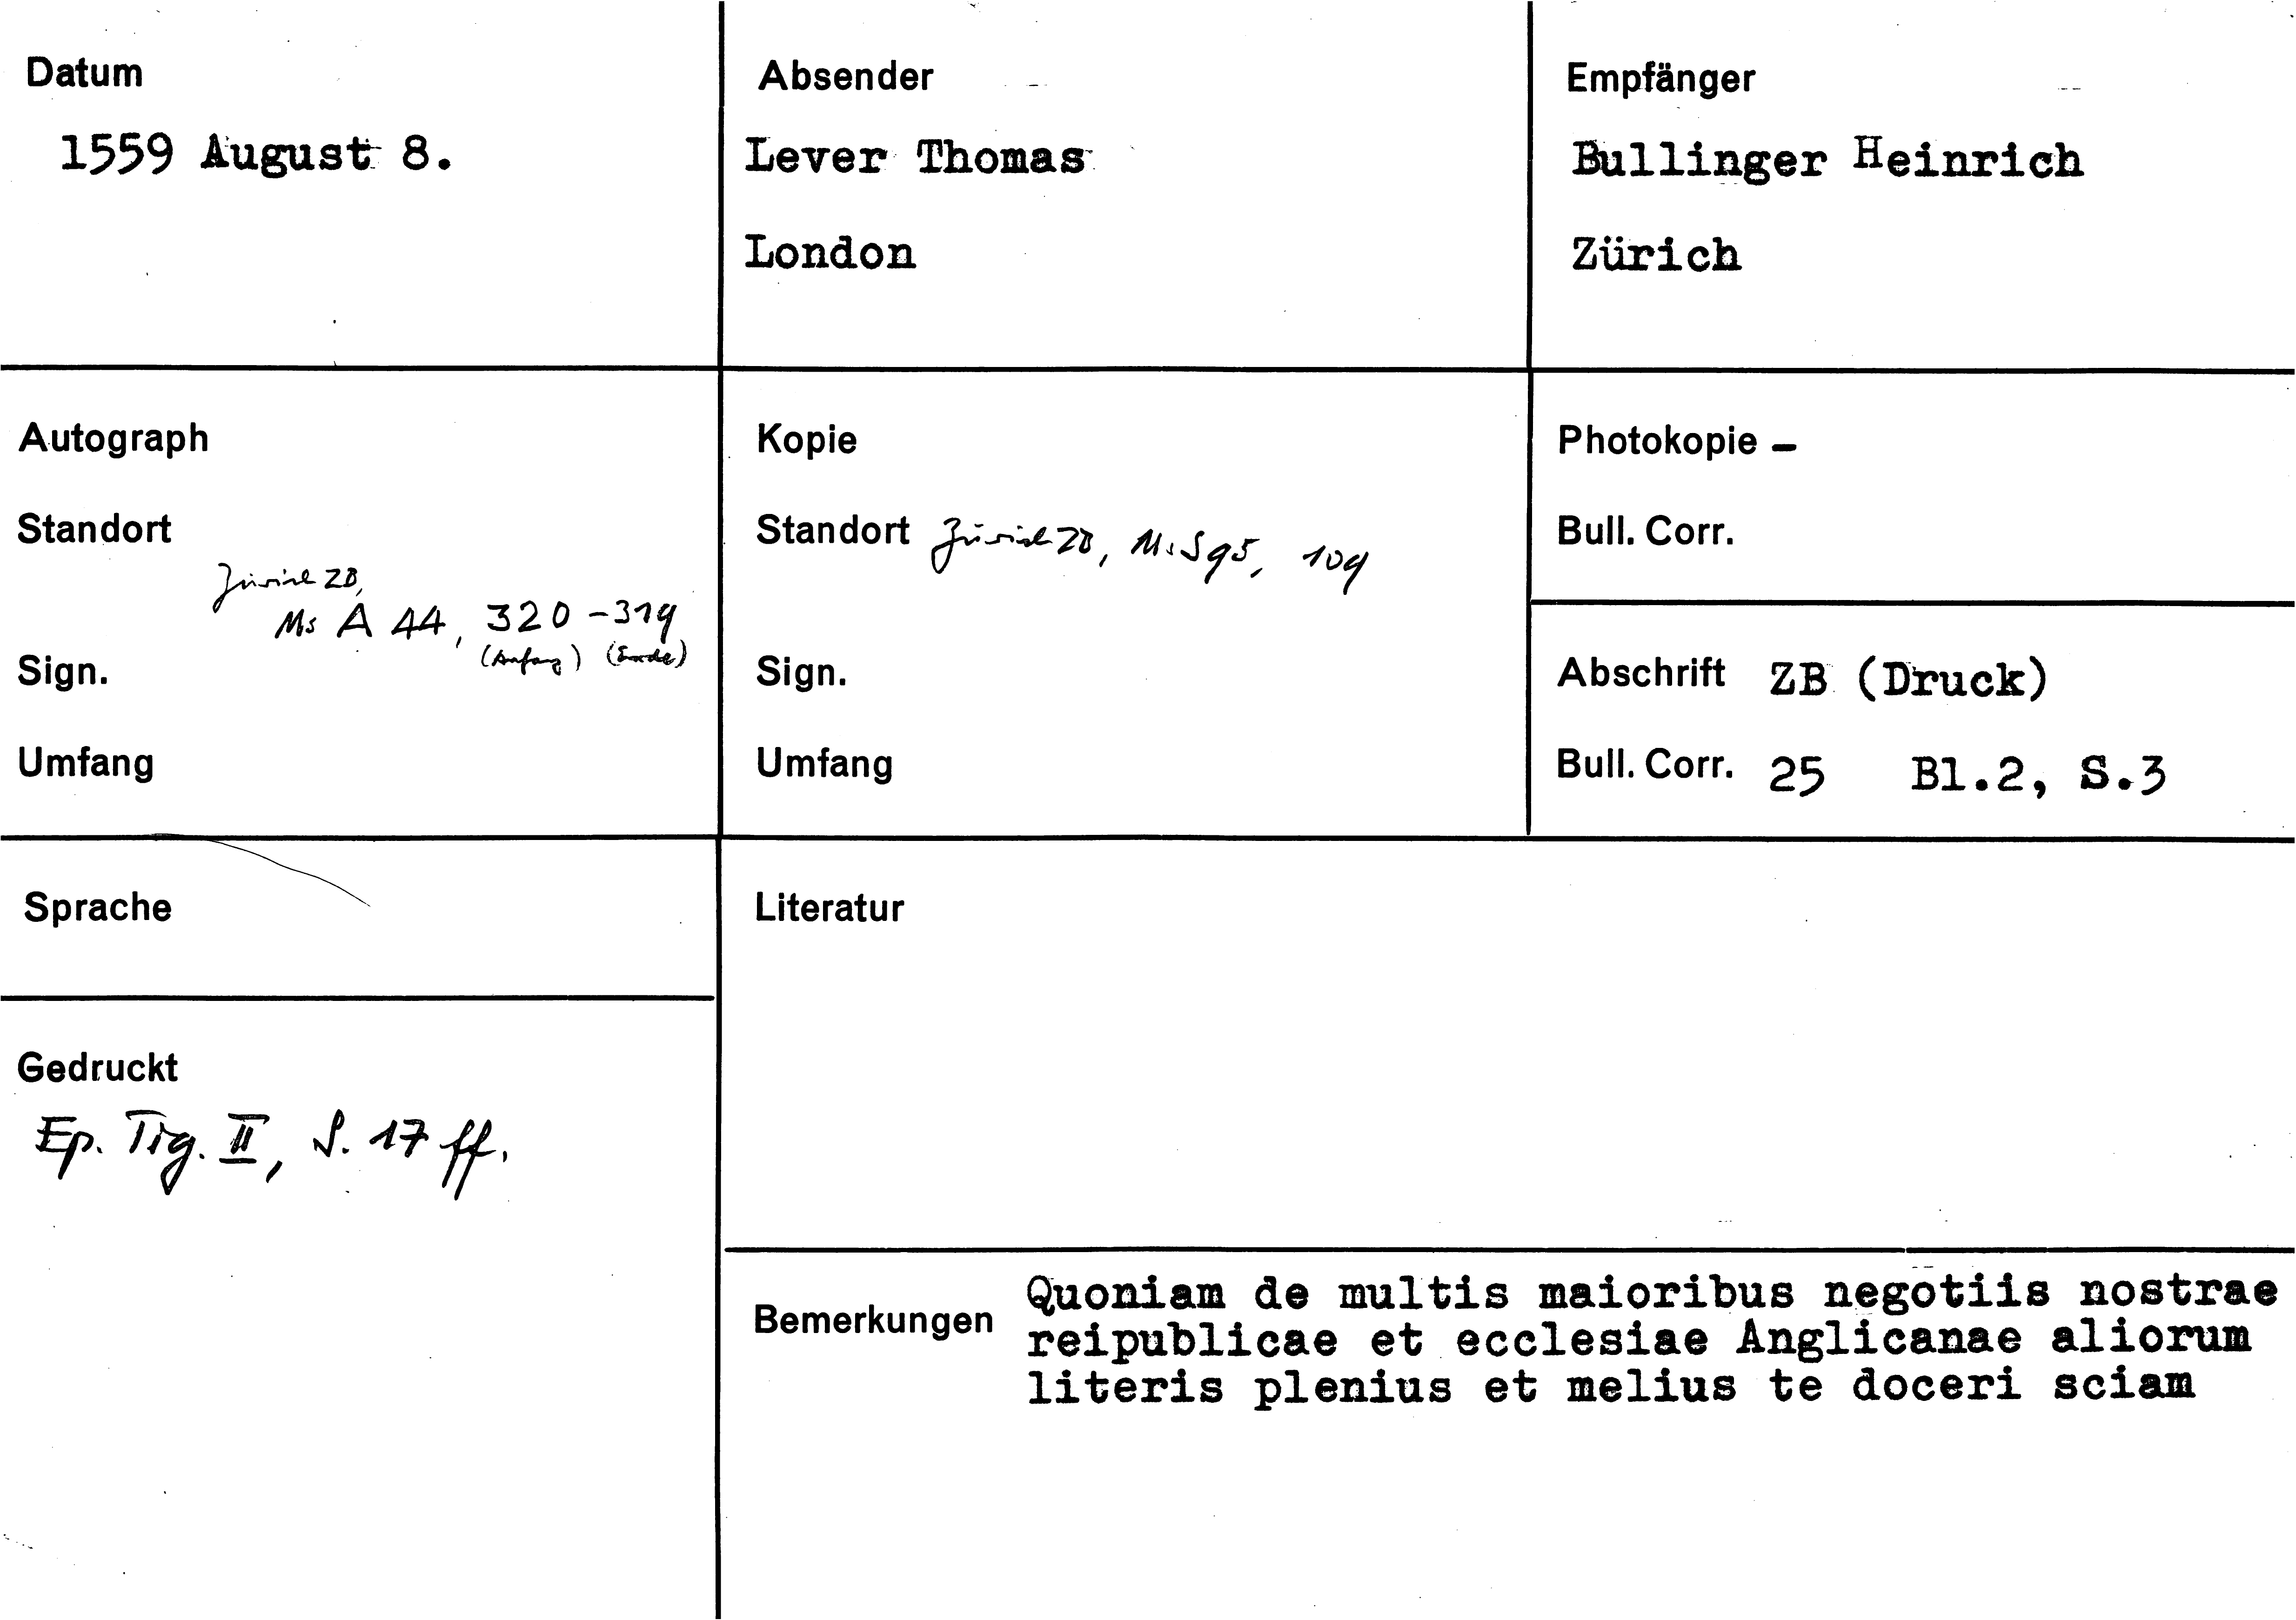 Datum
1559 August 8.
Absender
Lever Thomas
London
Empfänger
Bullinger Heinrich
Zürich
Autograph
Standort
Zürich ZB,
Ms A 44, 320-319
(Anfang) (Ende)
Sign.
Umfang
Kopie
Standort Zürich ZB, Ms S 95, 109
Sign.
Umfang
Photokopie –
Bull. Corr.
Abschrift ZB (Druck)
Bull. Corr. 25 Bl.2, S.3
Sprache
Gedruckt
Ep. Tig. II, S. 17 ff.
Literatur
Bemerkungen Quoniam de multis maioribus negotiis nostrae
reipublicae et ecclesiae Anglicanae aliorum
literis plenius et melius te doceri sciam